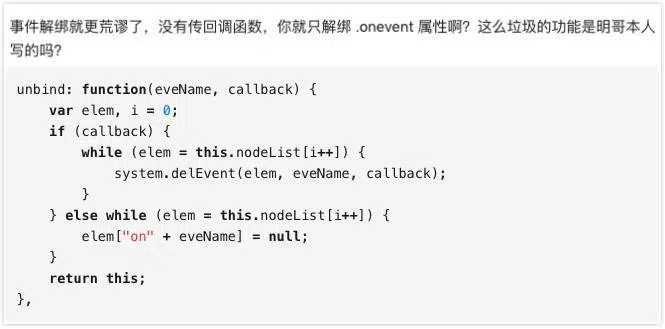 事件解绑就更荒谬了，没有传回调函数，你就只解绑 .onevent 属性啊？这么垃圾的功能是明哥本人
写的吗？
unbind: function(eveName, callback) {
    var elem, i = 0;
    if (callback) {
        while (elem = this.nodeList[i++]) {
            system.delEvent(elem, eveName, callback);
        }
    } else while (elem = this.nodeList[i++]) {
        elem["on" + eveName] = null;
    }
    return this;
},